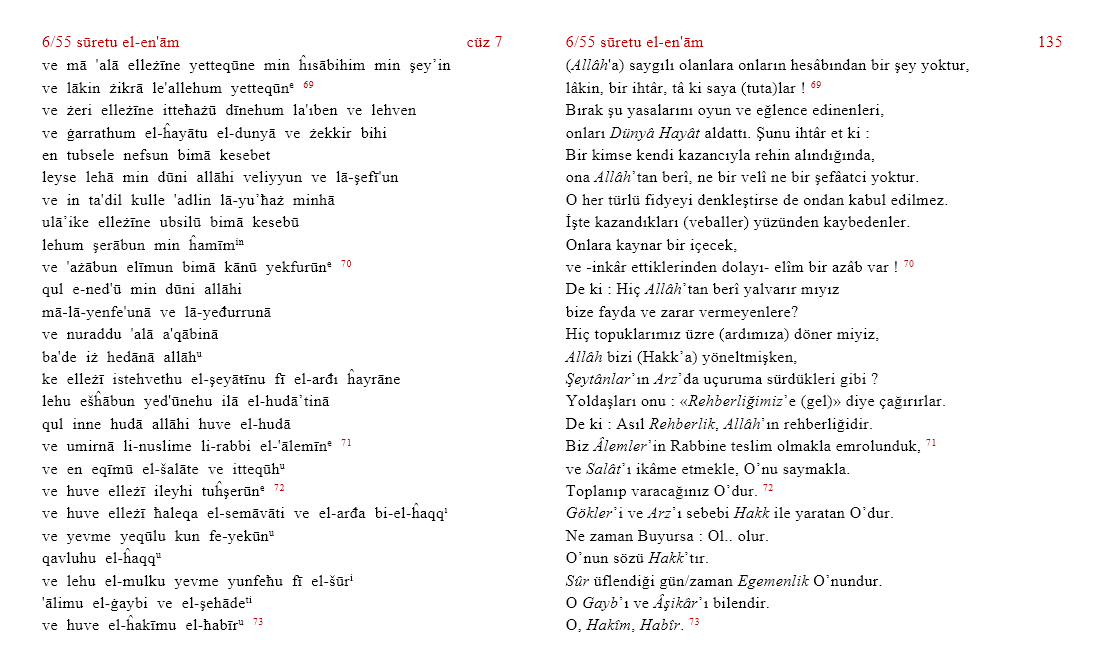 6/55 sūretu el-en'ām cüz 7
ve mā 'alā elleżīne yetteqūne min ĥısābihim min şey’in
ve lākin żikrā le'allehum yetteqūnᵉ 69
ve żeri elleżīne itteħażū dīnehum la'ıben ve lehven
ve ġarrathum el-ĥayātu el-dunyā ve żekkir bihi
en tubsele nefsun bimā kesebet
leyse lehā min dūni allāhi veliyyun ve lā-şefī'un
ve in ta'dil kulle 'adlin lā-yu’ħaż minhā
ulā’ike elleżīne ubsilū bimā kesebū
lehum şerābun min ĥamīmⁱⁿ
ve 'ażābun elīmun bimā kānū yekfurūnᵉ 70
qul e-ned'ū min dūni allāhi
mā-lā-yenfe'unā ve lā-yeđurrunā
ve nuraddu 'alā a'qābinā
ba'de iż hedānā allāhᵘ
ke elleżī istehvethu el-şeyāŧīnu fī el-arđı ĥayrāne
lehu ešĥābun yed'ūnehu ilā el-hudā’tinā
qul inne hudā allāhi huve el-hudā
ve umirnā li-nuslime li-rabbi el-'ālemīnᵉ 71
ve en eqīmū el-šalāte ve itteqūhᵘ
ve huve elleżī ileyhi tuĥşerūnᵉ 72
ve huve elleżī ħaleqa el-semāvāti ve el-arđa bi-el-ĥaqqᶦ
ve yevme yeqūlu kun fe-yekūnᵘ
qavluhu el-ĥaqqᵘ
ve lehu el-mulku yevme yunfeħu fī el-šūrⁱ
'ālimu el-ġaybi ve el-şehādeᵗⁱ
ve huve el-ĥakīmu el-ħabīrᵘ 73
6/55 sūretu el-en'ām 135
(Allâh'a) saygılı olanlara onların hesâbından bir şey yoktur,
lâkin, bir ihtâr, tâ ki saya (tuta)lar ! 69
Bırak şu yasalarını oyun ve eğlence edinenleri,
onları Dünyâ Hayât aldattı. Şunu ihtâr et ki :
Bir kimse kendi kazancıyla rehin alındığında,
ona Allâh’tan berî, ne bir velî ne bir şefâatci yoktur.
O her türlü fidyeyi denkleştirse de ondan kabul edilmez.
İşte kazandıkları (veballer) yüzünden kaybedenler.
Onlara kaynar bir içecek,
ve -inkâr ettiklerinden dolayı- elîm bir azâb var ! 70
De ki : Hiç Allâh’tan berî yalvarır mıyız
bize fayda ve zarar vermeyenlere?
Hiç topuklarımız üzre (ardımıza) döner miyiz,
Allâh bizi (Hakk’a) yöneltmişken,
Şeytânlar’ın Arz’da uçuruma sürdükleri gibi ?
Yoldaşları onu : «Rehberliğimiz’e (gel)» diye çağırırlar.
De ki : Asıl Rehberlik, Allâh’ın rehberliğidir.
Biz Âlemler’in Rabbine teslim olmakla emrolunduk, 71
ve Salât’ı ikâme etmekle, O’nu saymakla.
Toplanıp varacağınız O’dur. 72
Gökler’i ve Arz’ı sebebi Hakk ile yaratan O’dur.
Ne zaman Buyursa : Ol.. olur.
O’nun sözü Hakk’tır.
Sûr üflendiği gün/zaman Egemenlik O’nundur.
O Gayb’ı ve Âşikâr’ı bilendir.
O, Hakîm, Habîr. 73